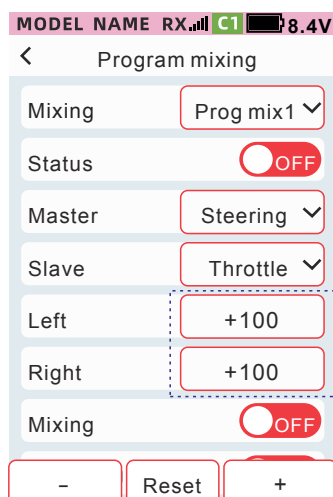 MODEL NAME RX C1 8.4V
Program mixing
Mixing Prog mix1
Status OFF
Master Steering
Slave Throttle
Left +100
Right +100
Mixing OFF
- Reset +